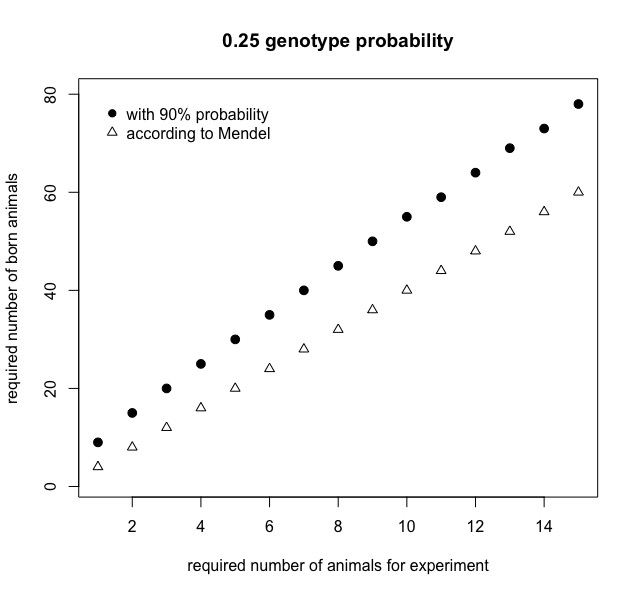 0.25 genotype probability
with 90% probability
according to Mendel
required number of born animals
80
60
40
20
0
2 4 6 8 10 12 14
required number of animals for experiment